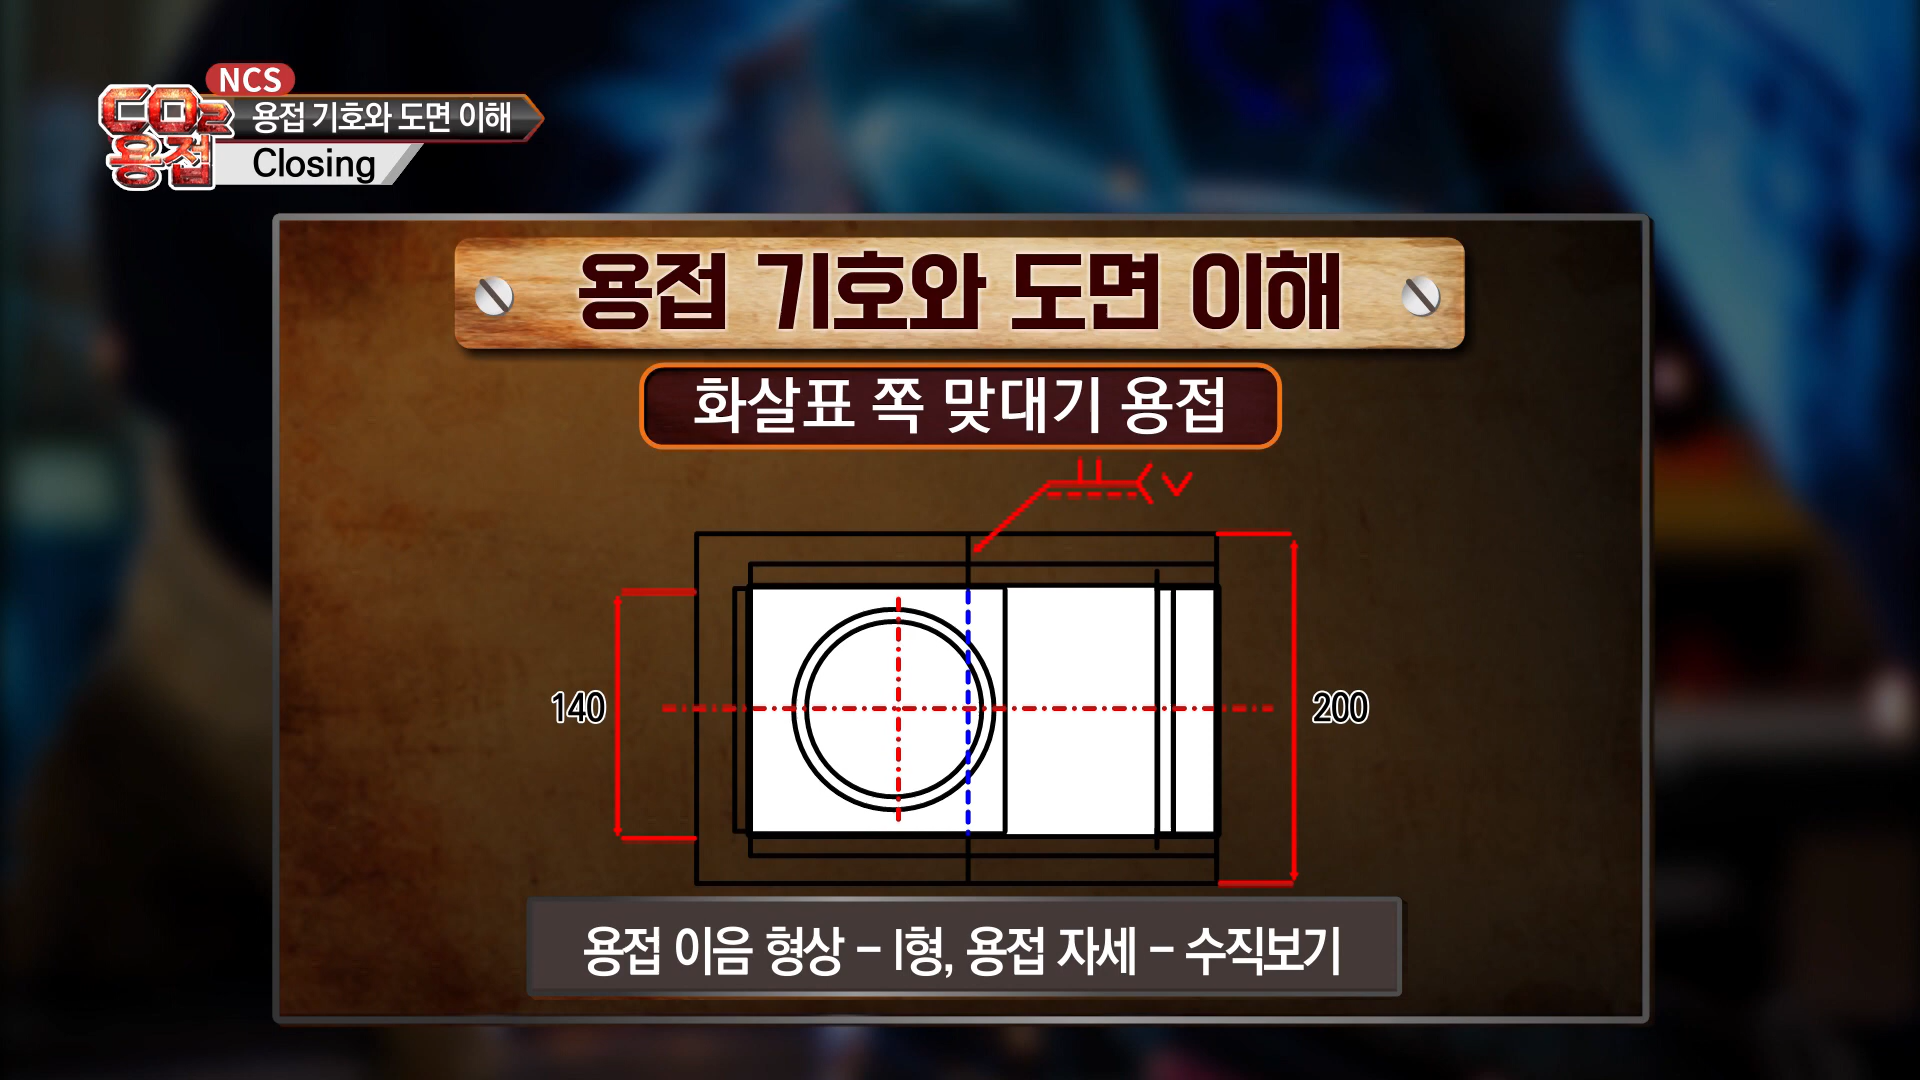 NCS
CO2
용접
용접 기호와 도면 이해
Closing
용접 기호와 도면 이해
화살표 쪽 맞대기 용접
V
140
200
용접 이음 형상 – I형, 용접 자세 – 수직보기